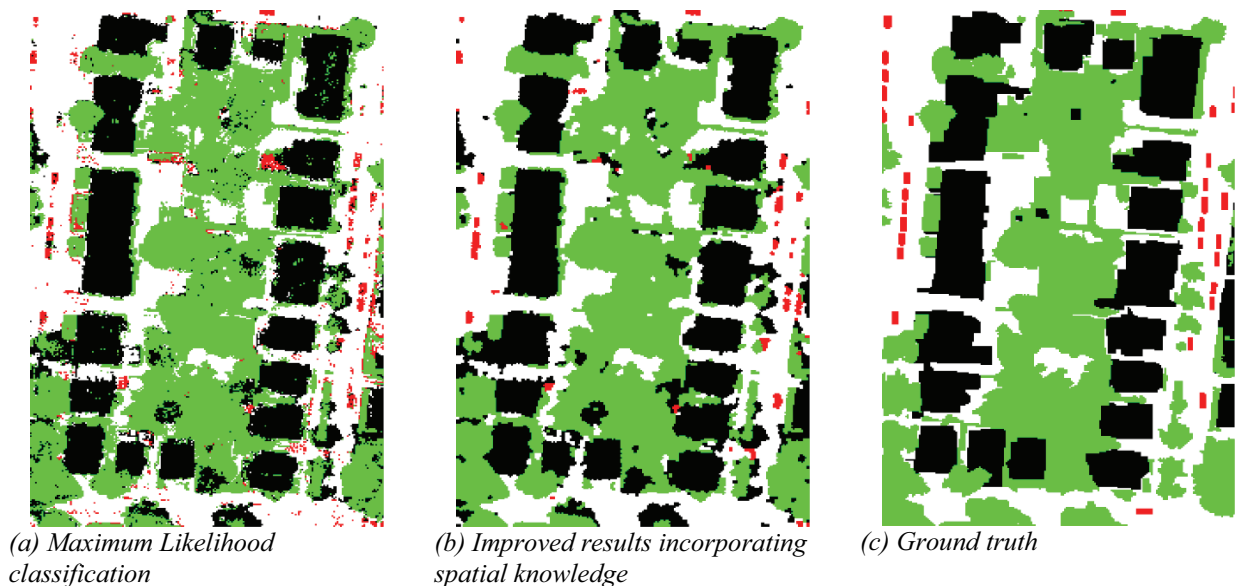 (a) Maximum Likelihood
classification
(b) Improved results incorporating
spatial knowledge
(c) Ground truth